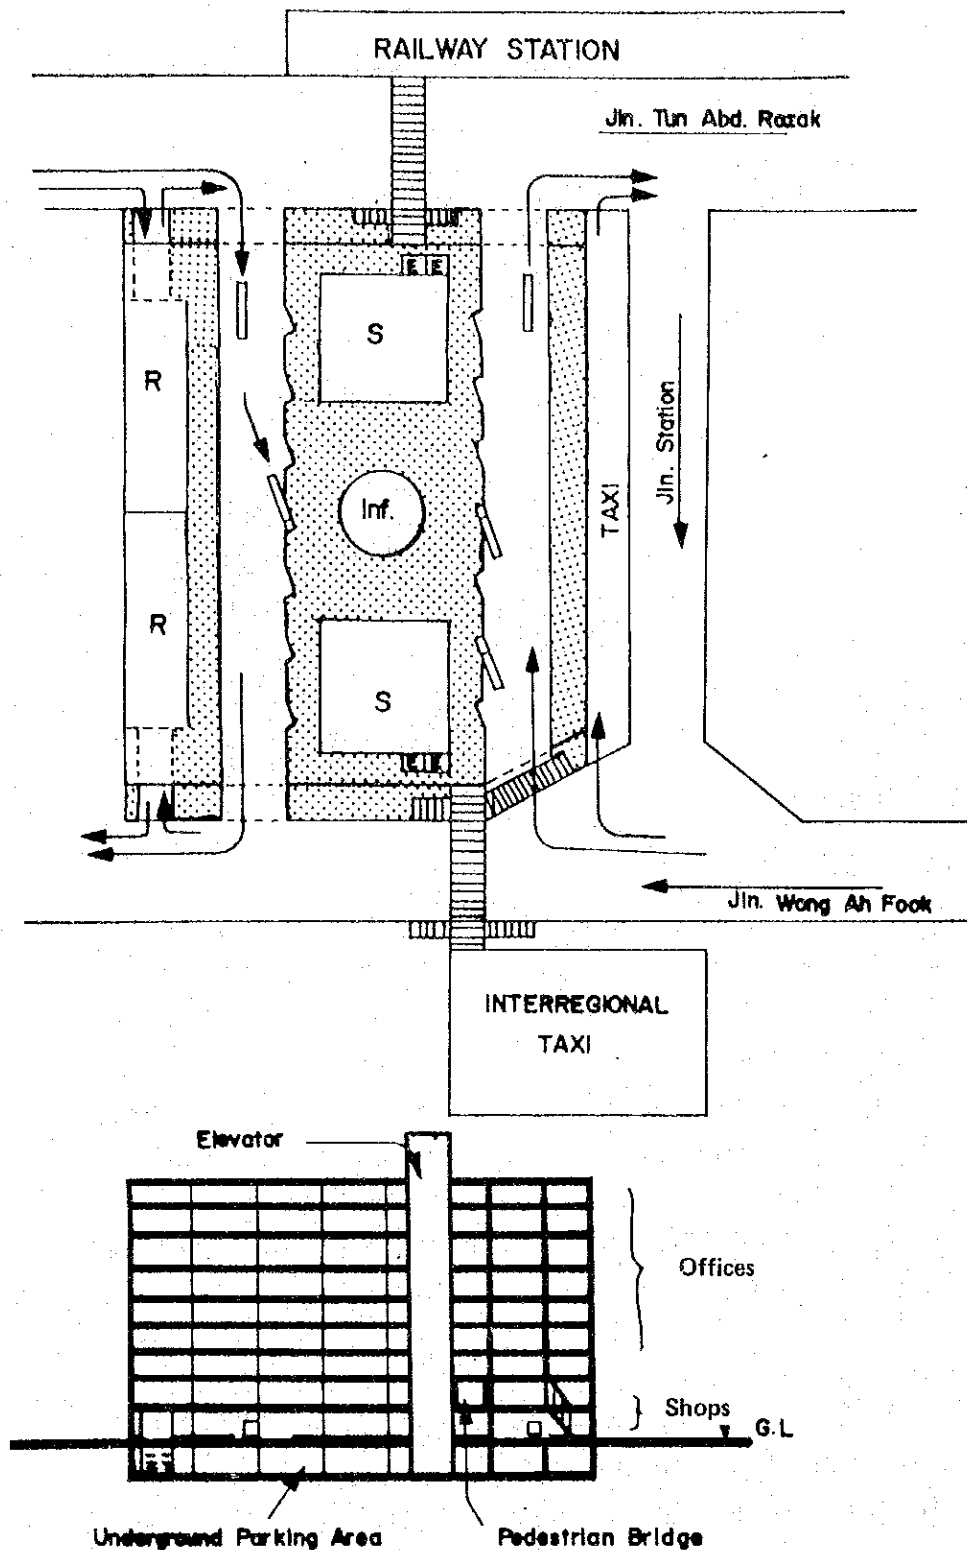 RAILWAY STATION
Jln. Tun Abd. Razak
E E
S
R
Jln. Station
Inf.
TAXI
R
S
E E
Jln. Wong Ah Fook
INTERREGIONAL
TAXI
Elevator
Offices
Shops
G.L
Underground Parking Area
Pedestrian Bridge